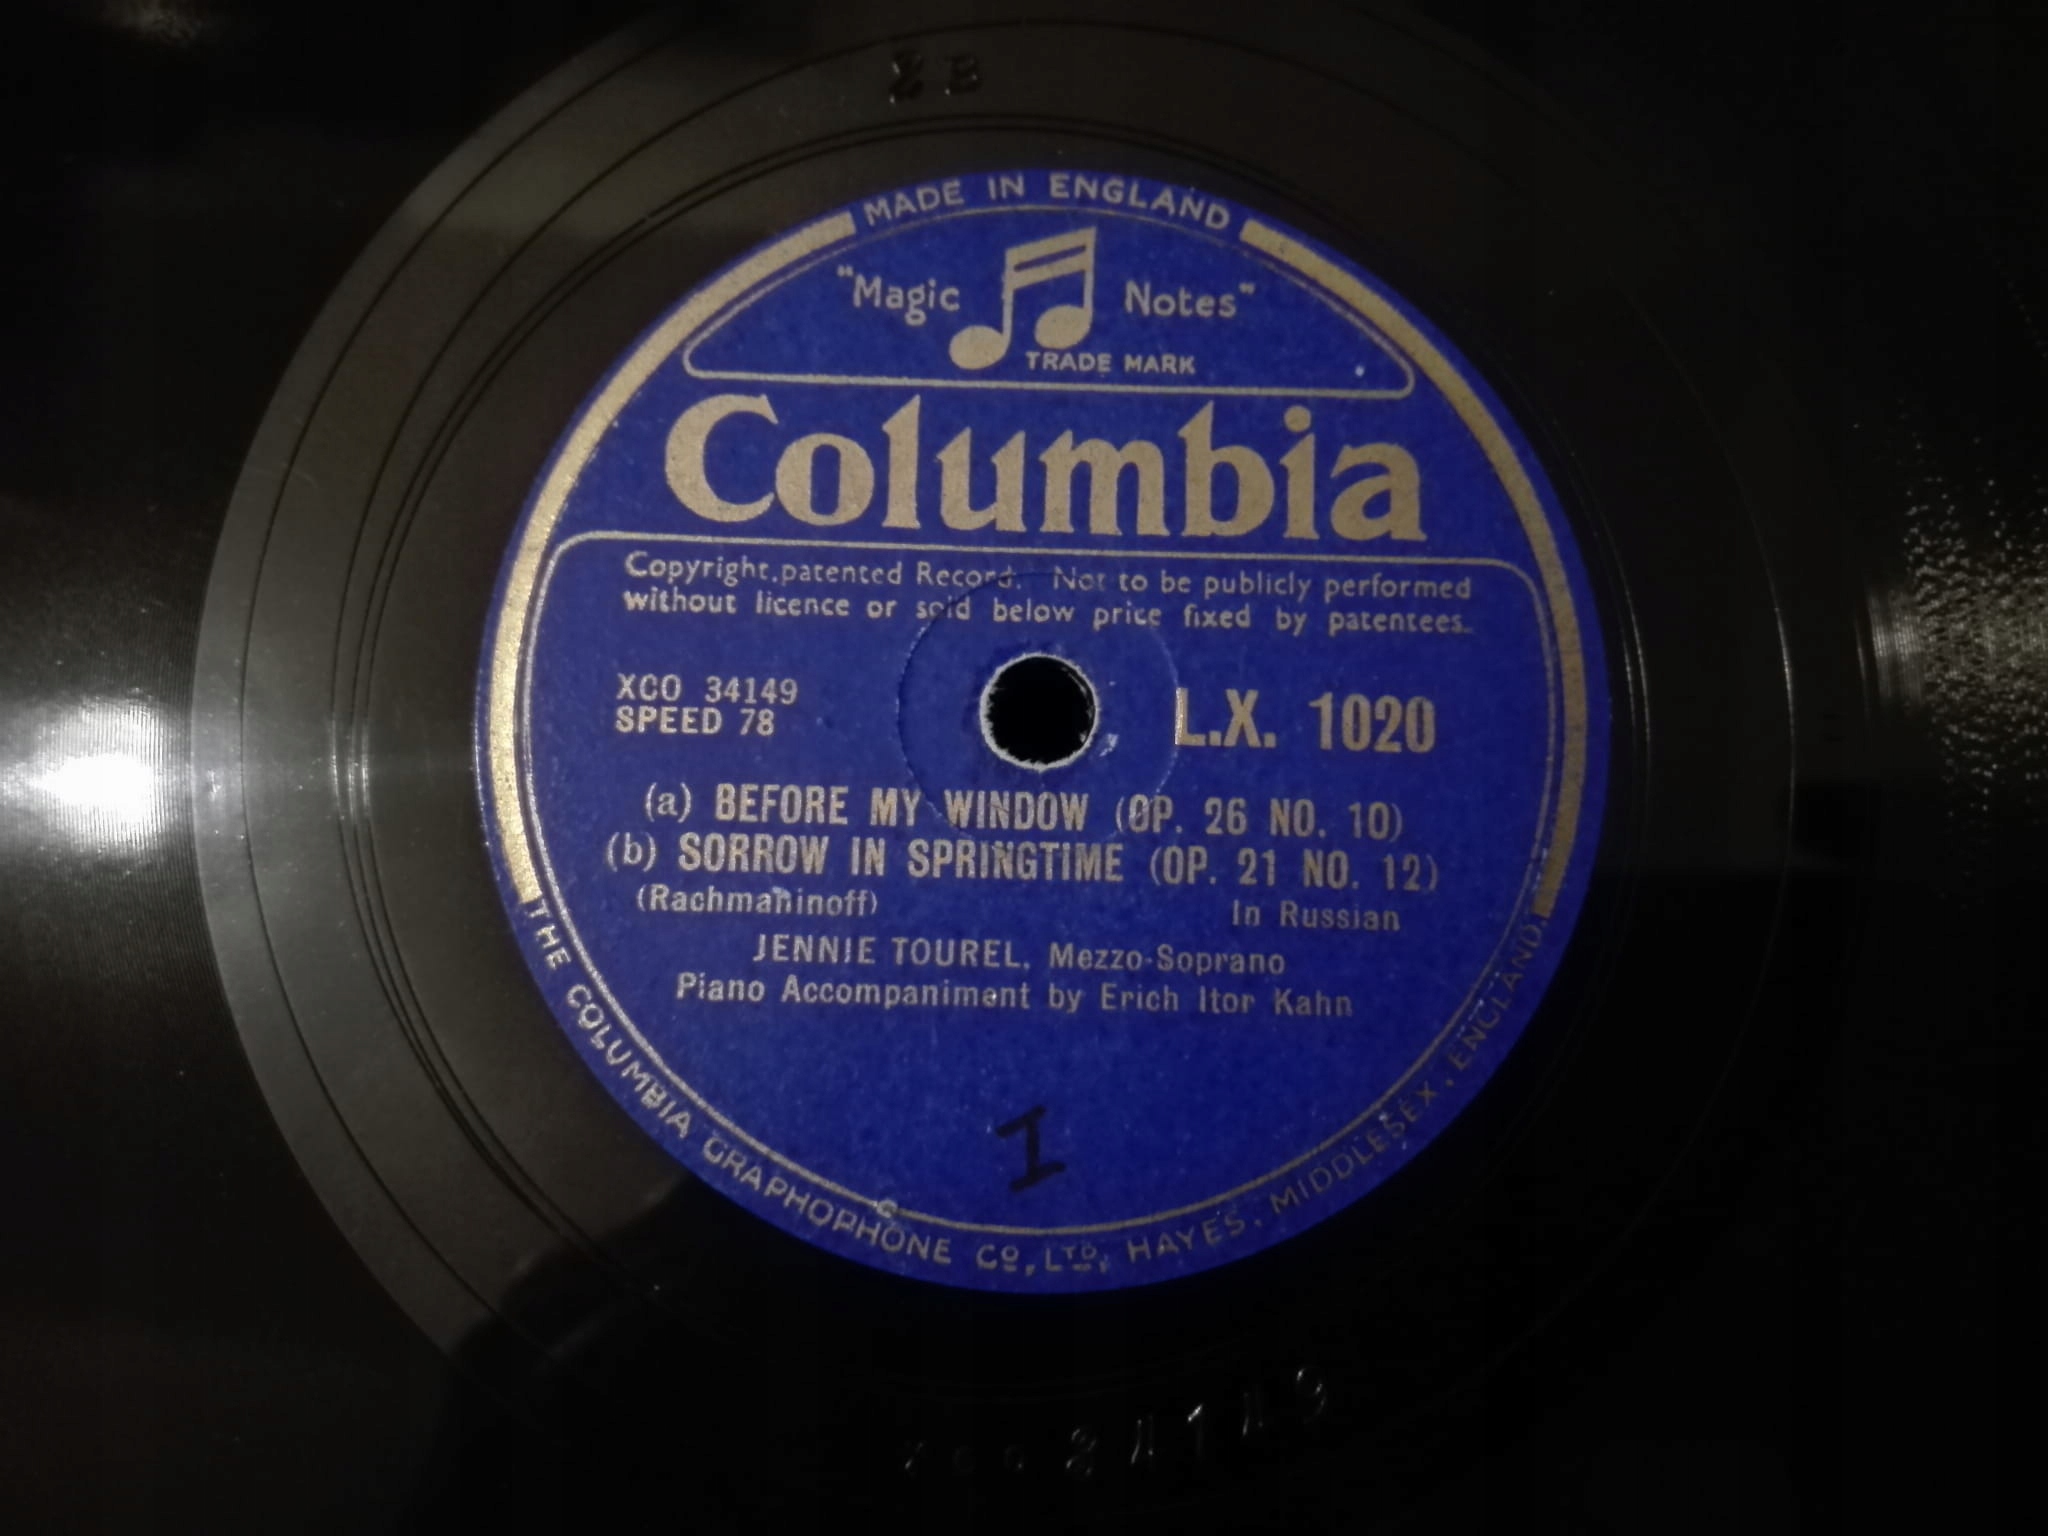 2B
MADE IN ENGLAND
"Magic Notes"
TRADE MARK
Columbia
Copyright, patented Record. Not to be publicly performed
without licence or sold below price fixed by patentees.
XCO 34149
SPEED 78
L.X. 1020
(a) BEFORE MY WINDOW (OP. 26 NO. 10)
(b) SORROW IN SPRINGTIME (OP. 21 NO. 12)
(Rachmaninoff) In Russian
JENNIE TOUREL, Mezzo-Soprano
Piano Accompaniment by Erich Itor Kahn
I
THE COLUMBIA GRAPHOPHONE CO., LTD., HAYES, MIDDLESEX, ENGLAND.
XCO 34149